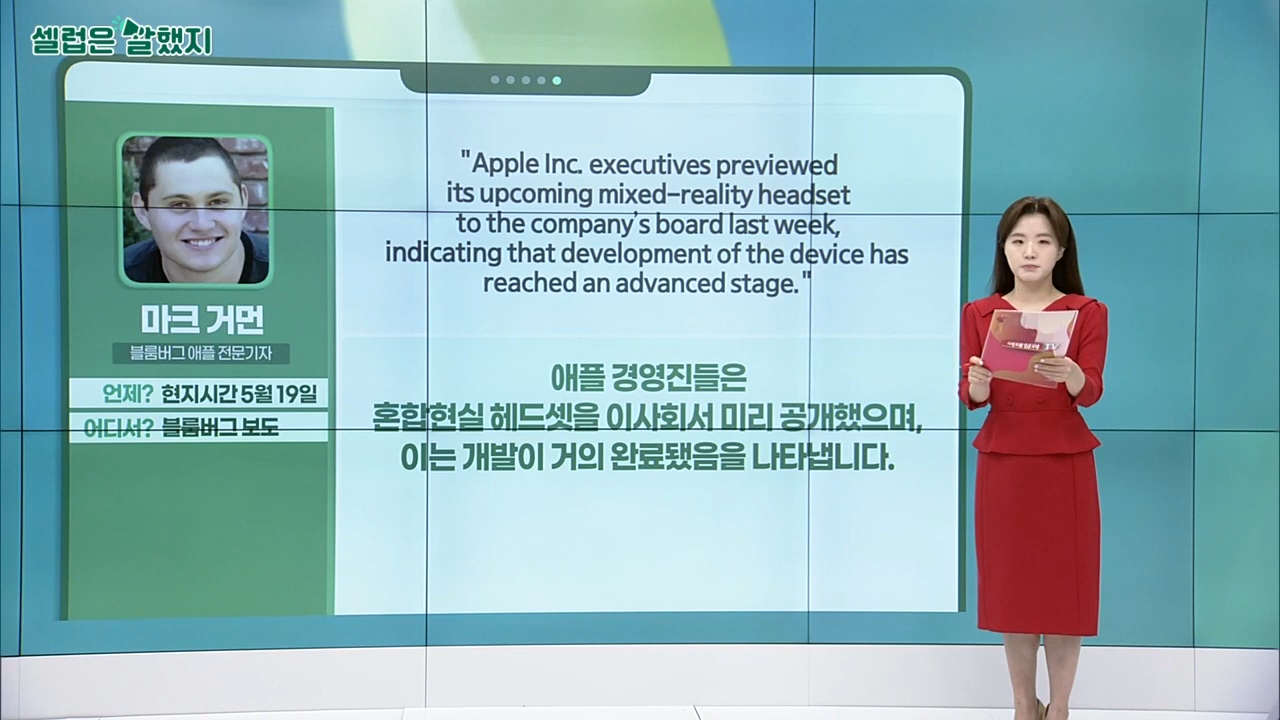 셀럽은 말했지
"Apple Inc. executives previewed
its upcoming mixed-reality headset
to the company's board last week,
indicating that development of the device has
reached an advanced stage."
마크 거먼
블룸버그 애플 전문기자
언제? 현지시간 5월 19일
어디서? 블룸버그 보도
애플 경영진들은
혼합현실 헤드셋을 이사회서 미리 공개했으며,
이는 개발이 거의 완료됐음을 나타냅니다.
이데일리 TV